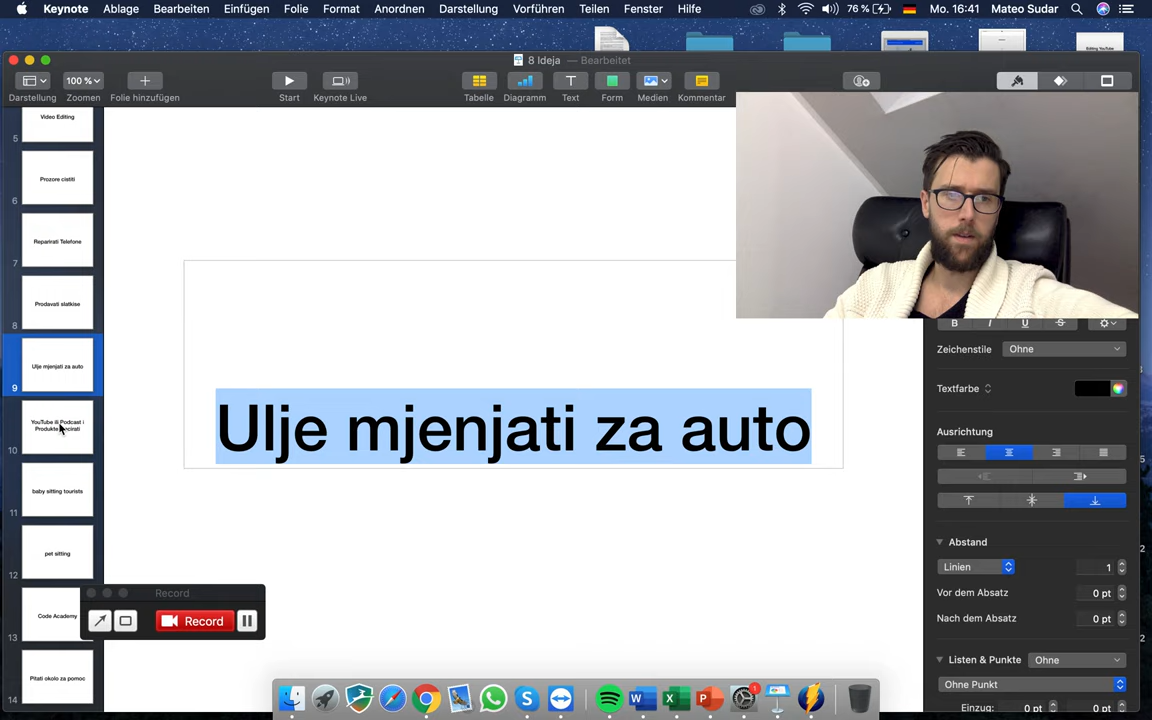 Keynote Ablage Bearbeiten Einfügen Folie Format Anordnen Darstellung Vorführen Teilen Fenster Hilfe 76 % Mo. 16:41 Mateo Sudar
8 Ideja — Bearbeitet
100 %
Darstellung Zoomen Folie hinzufügen Start Keynote Live Tabelle Diagramm Text Form Medien Kommentar
Video Editing
5
Prozore cistiti
6
Reparirati Telefone
7
Prodavati slatkise
8
Ulje mjenjati za auto
9
YouTube ili Podcast i
10
baby sitting tourists
11
pet sitting
12
Code Academy
13
Pitati okolo za pomoc
14
Ulje mjenjati za auto
Record
Record
B I U S
Zeichenstile Ohne
Textfarbe
Ausrichtung
Abstand
Linien 1
Vor dem Absatz 0 pt
Nach dem Absatz 0 pt
Listen & Punkte Ohne
Ohne Punkt
Einzug: 0 pt 0 pt